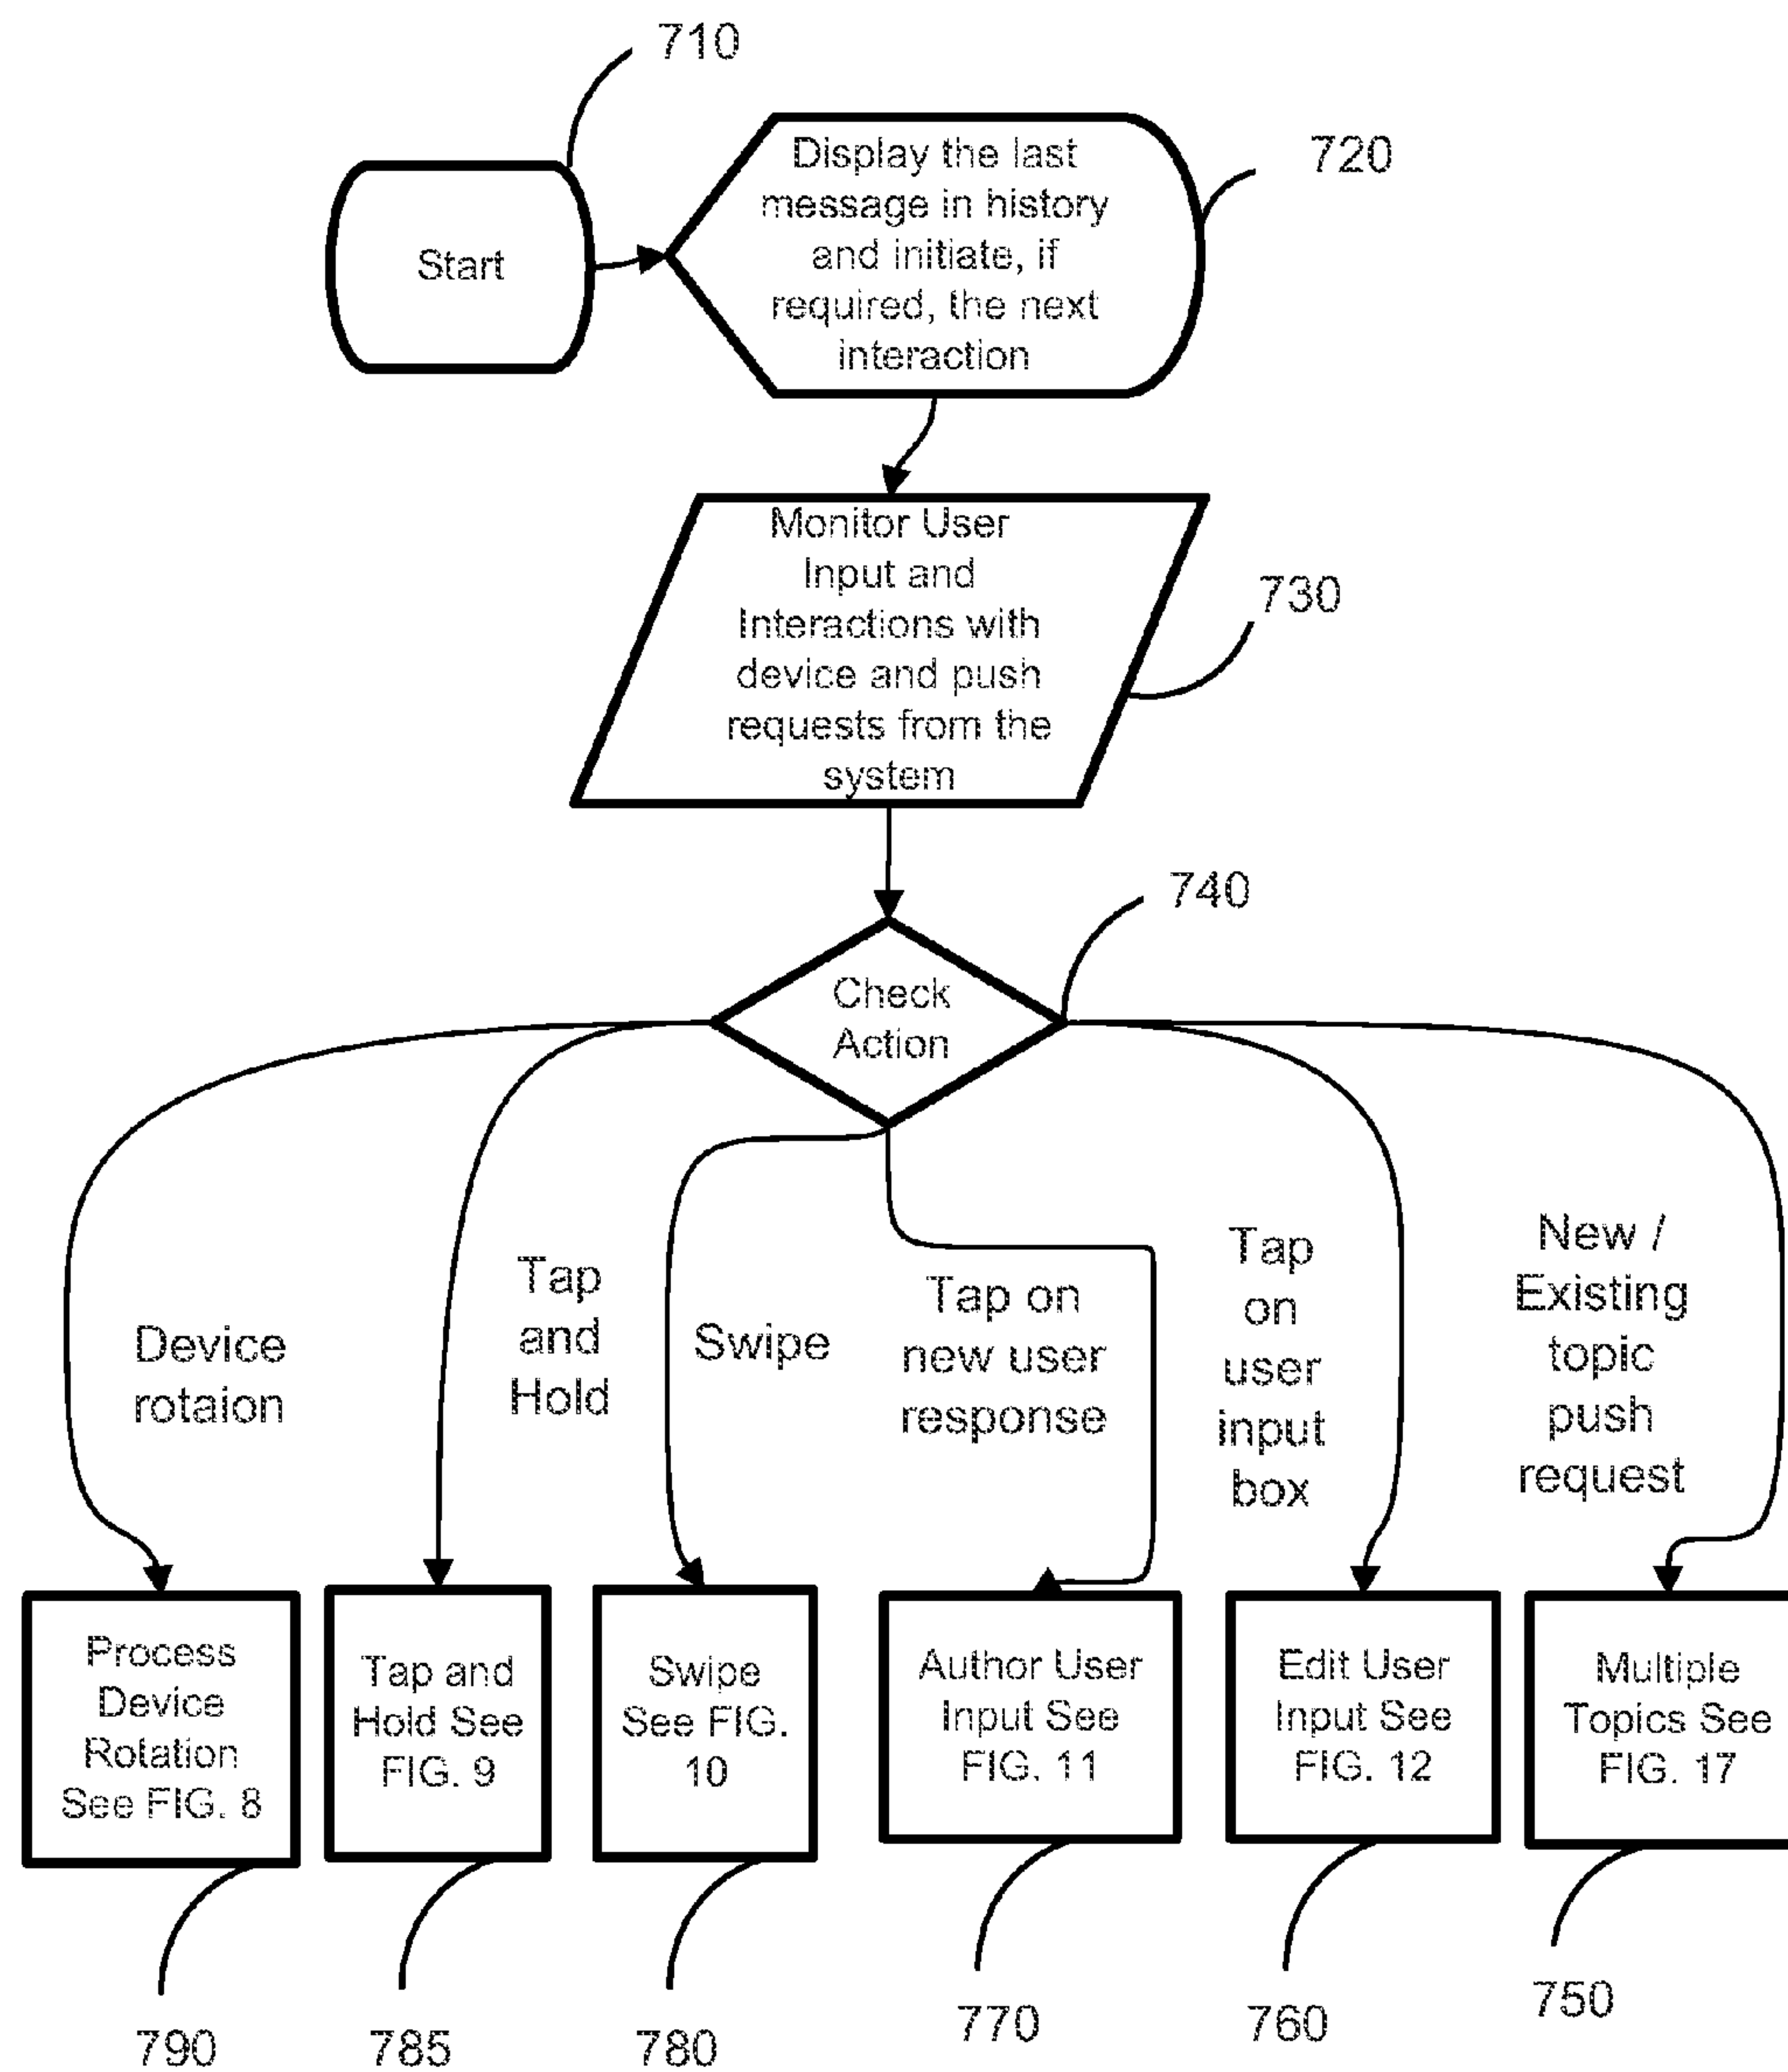 710
Start
Display the last
message in history
and initiate, if
required, the next
interaction
720
Monitor User
Input and
Interactions with
device and push
requests from the
system
730
Check
Action
740
Device
rotaion
Tap
and
Hold
Swipe
Tap on
new user
response
Tap
on
user
input
box
New /
Existing
topic
push
request
Process
Device
Rotation
See FIG. 8
Tap and
Hold See
FIG. 9
Swipe
See FIG.
10
Author User
Input See
FIG. 11
Edit User
Input See
FIG. 12
Multiple
Topics See
FIG. 17
790
785
780
770
760
750